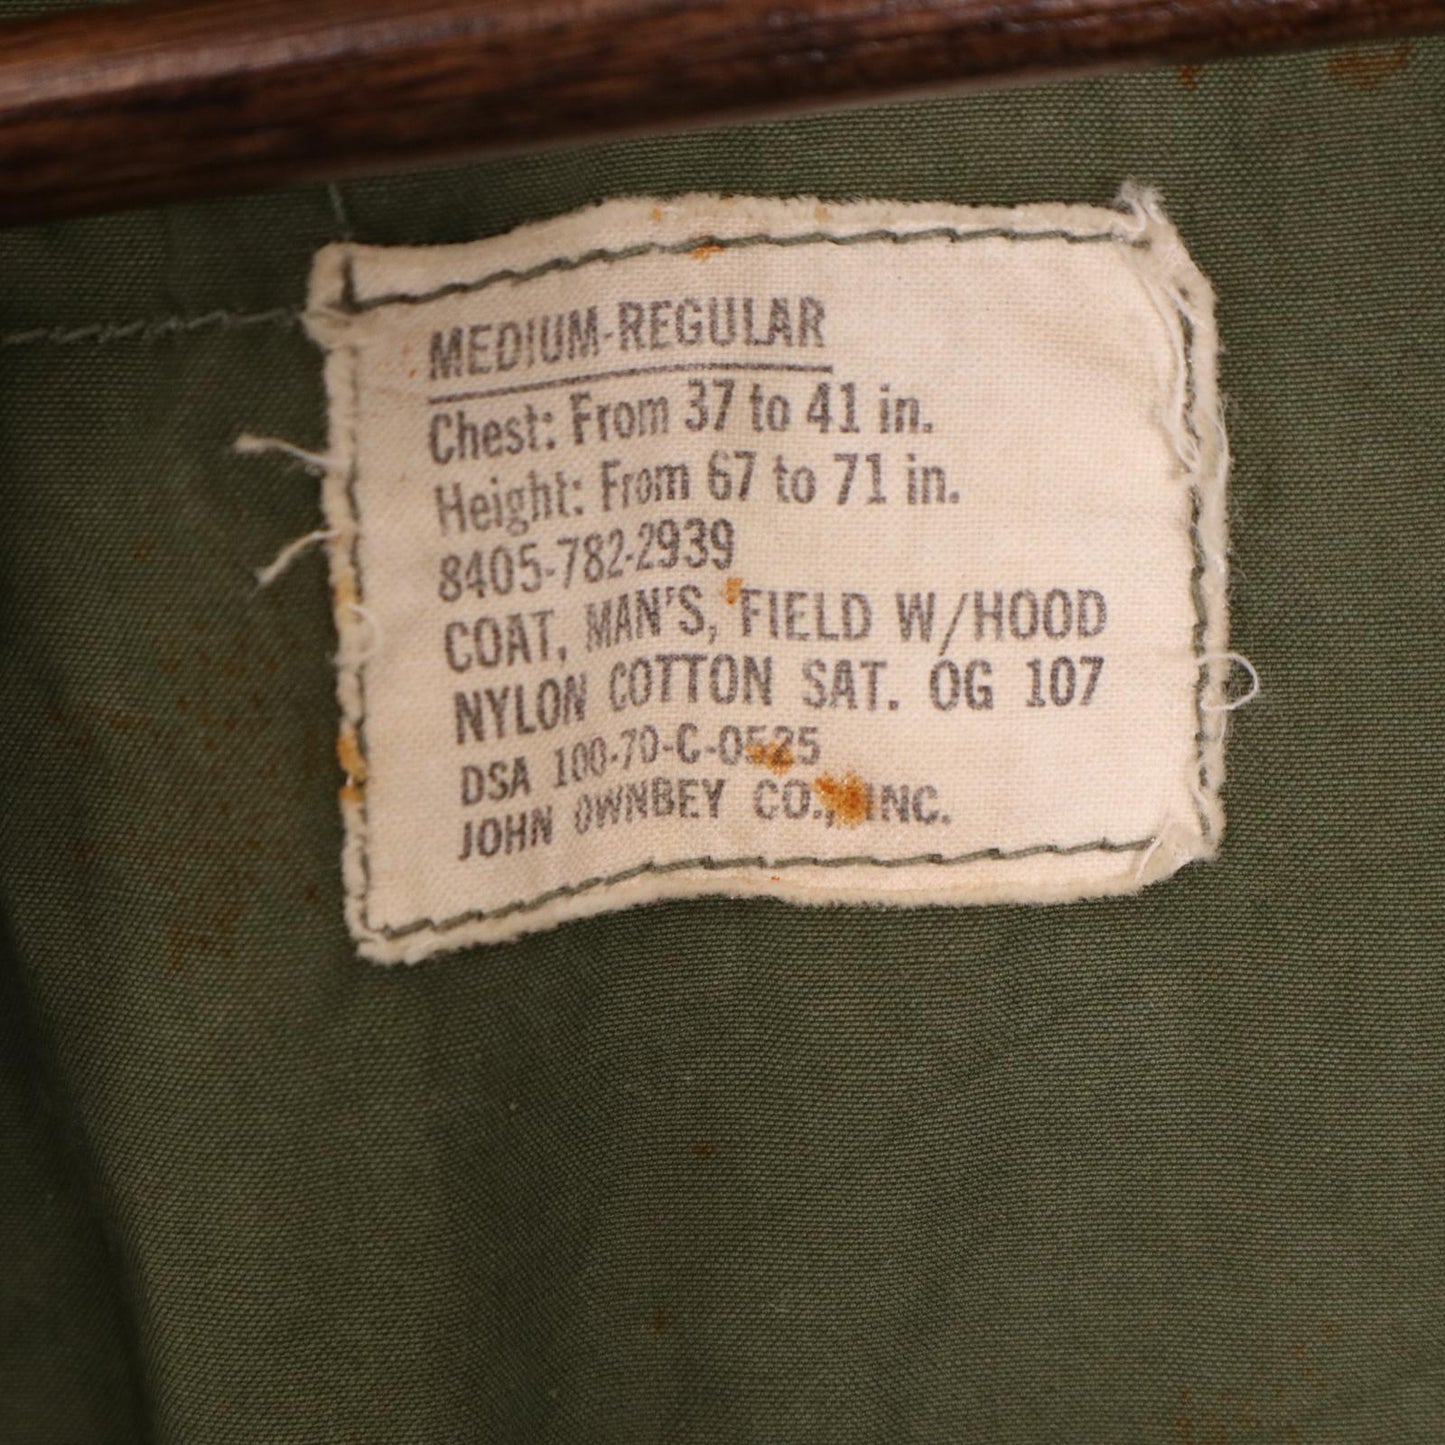 MEDIUM-REGULAR
Chest: From 37 to 41 in.
Height: From 67 to 71 in.
8405-782-2939
COAT, MAN'S, FIELD W/HOOD
NYLON COTTON SAT. OG 107
DSA 100-70-C-0525
JOHN OWNBEY CO., INC.